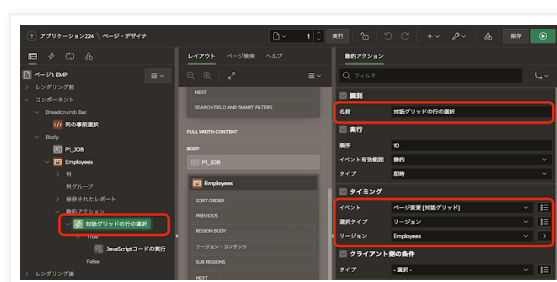 アプリケーション224 \ ページ・デザイナ
1
実行
保存
ページ1: EMP
レンダリング前
コンポーネント
Breadcrumb Bar
列の事前選択
Body
P1_JOB
Employees
列
列グループ
保存されたレポート
動的アクション
対話グリッドの行の選択
True
JavaScriptコードの実行
False
レンダリング後
レイアウト
ページ検索
ヘルプ
NEXT
SEARCH FIELD AND SMART FILTERS
FULL WIDTH CONTENT
BODY
P1_JOB
Employees
SORT ORDER
PREVIOUS
REGION BODY
リージョン・コンテンツ
SUB REGIONS
NEXT
動的アクション
フィルタ
識別
名前 対話グリッドの行の選択
実行
順序 10
イベント有効範囲 静的
タイプ 即時
タイミング
イベント ページ変更 [対話グリッド]
選択タイプ リージョン
リージョン Employees
クライアント側の条件
タイプ - 選択 -